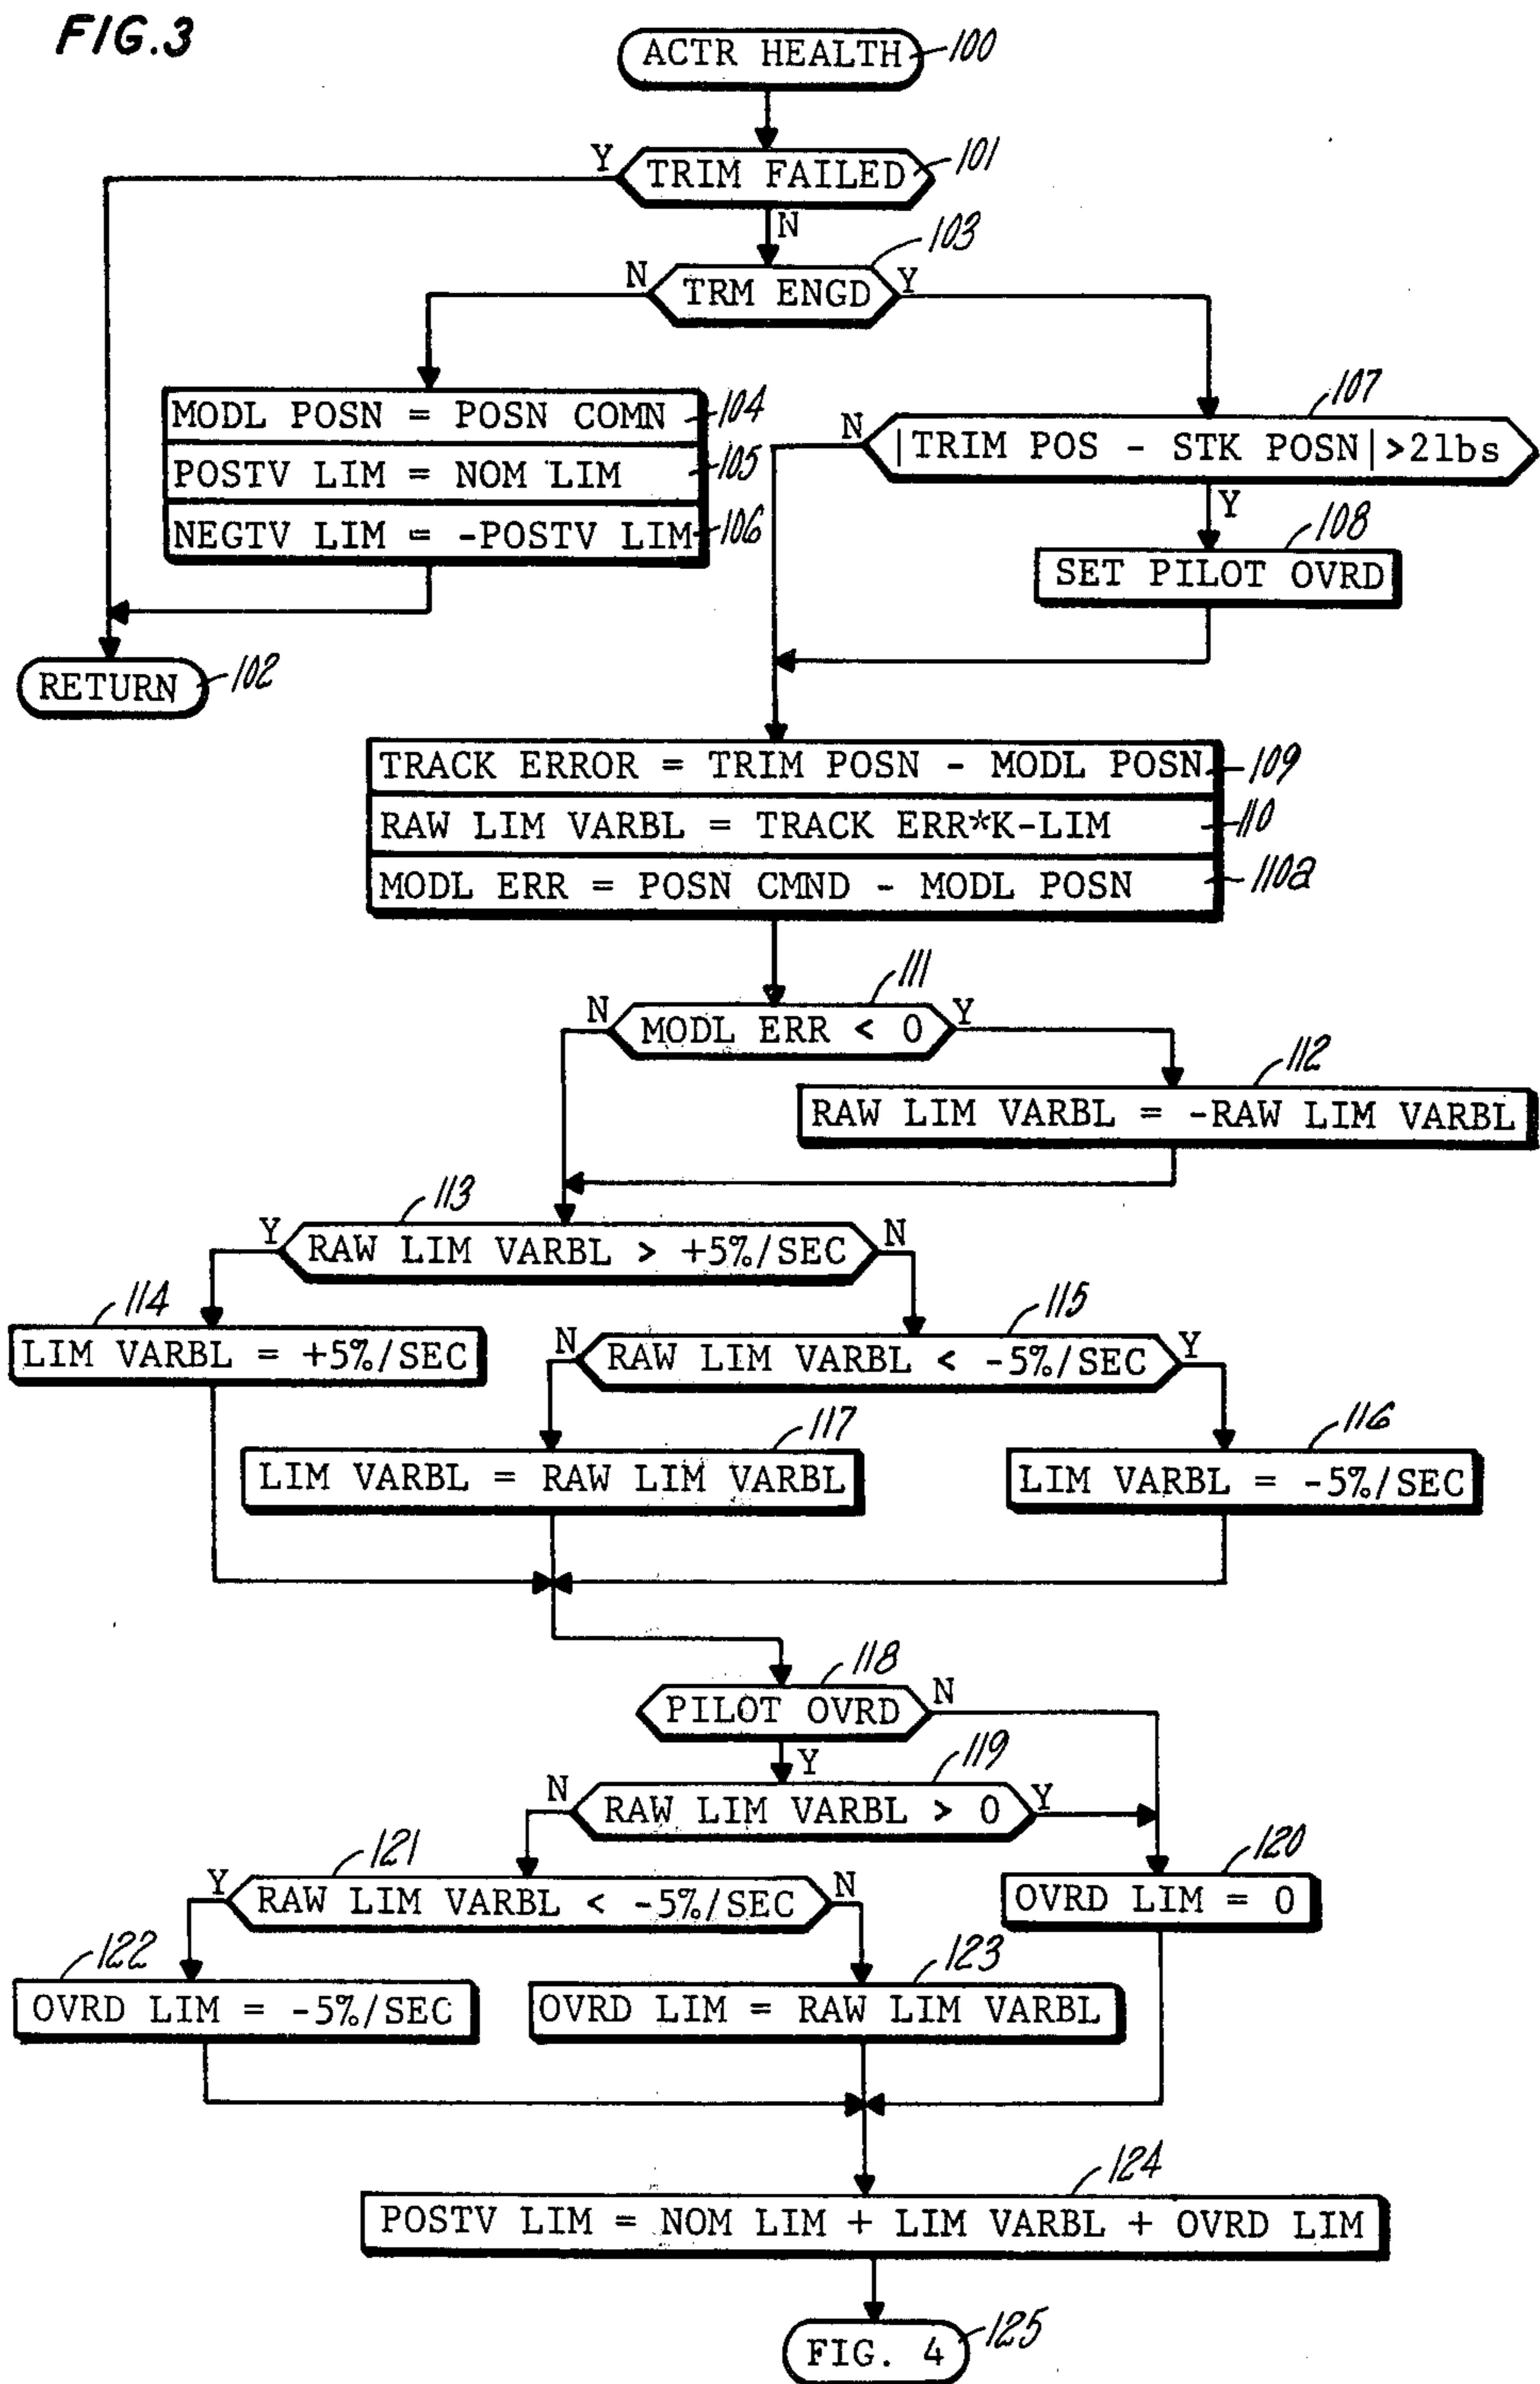 FIG.3
ACTR HEALTH 100
Y TRIM FAILED 101
N
N TRM ENGD Y 103
MODL POSN = POSN COMN 104
POSTV LIM = NOM LIM 105
NEGTV LIM = -POSTV LIM 106
N |TRIM POS - STK POSN|>2lbs 107
Y
SET PILOT OVRD 108
RETURN 102
TRACK ERROR = TRIM POSN - MODL POSN 109
RAW LIM VARBL = TRACK ERR*K-LIM 110
MODL ERR = POSN CMND - MODL POSN 110a
N MODL ERR < 0 Y 111
RAW LIM VARBL = -RAW LIM VARBL 112
Y RAW LIM VARBL > +5%/SEC N 113
LIM VARBL = +5%/SEC 114
N RAW LIM VARBL < -5%/SEC Y 115
LIM VARBL = RAW LIM VARBL 117
LIM VARBL = -5%/SEC 116
PILOT OVRD N 118
Y
N RAW LIM VARBL > 0 Y 119
Y RAW LIM VARBL < -5%/SEC N 121
OVRD LIM = 0 120
OVRD LIM = -5%/SEC 122
OVRD LIM = RAW LIM VARBL 123
POSTV LIM = NOM LIM + LIM VARBL + OVRD LIM 124
FIG. 4 125